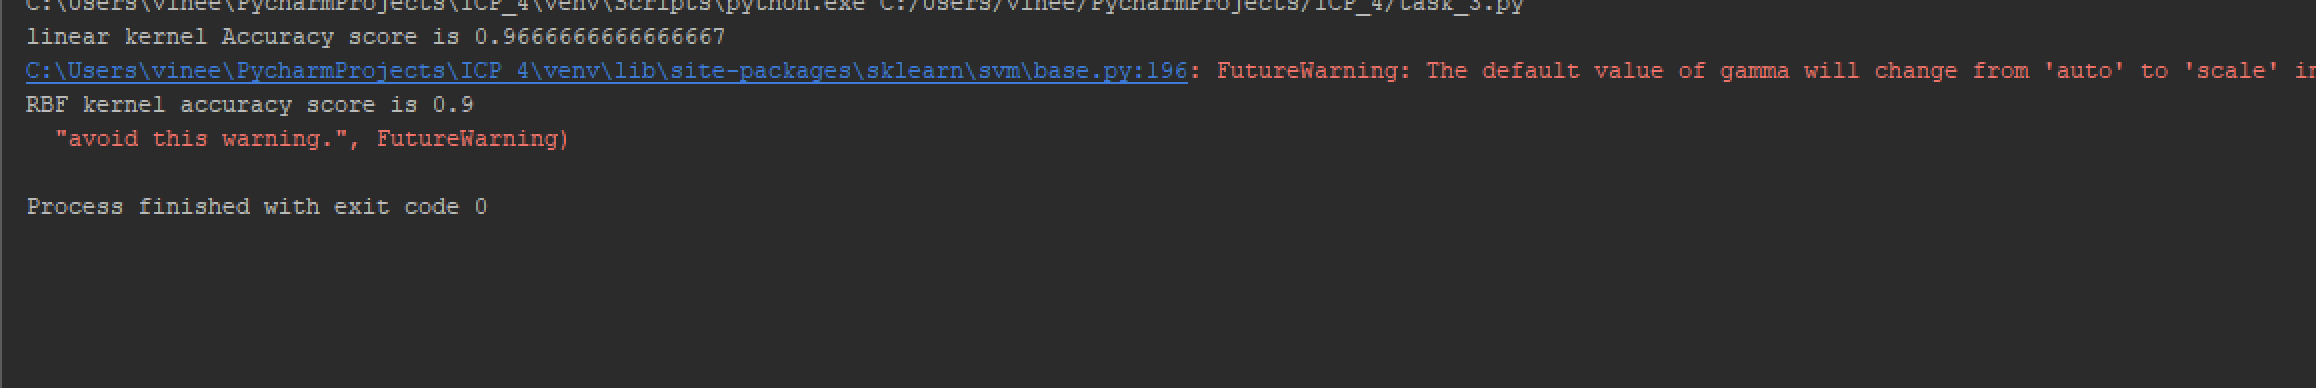 C:\Users\vinee\PycharmProjects\ICP_4\venv\Scripts\python.exe C:/Users/vinee/PycharmProjects/ICP_4/task_3.py
linear kernel Accuracy score is 0.9666666666666667
C:\Users\vinee\PycharmProjects\ICP_4\venv\lib\site-packages\sklearn\svm\base.py:196: FutureWarning: The default value of gamma will change from 'auto' to 'scale' in
RBF kernel accuracy score is 0.9
"avoid this warning.", FutureWarning)
Process finished with exit code 0